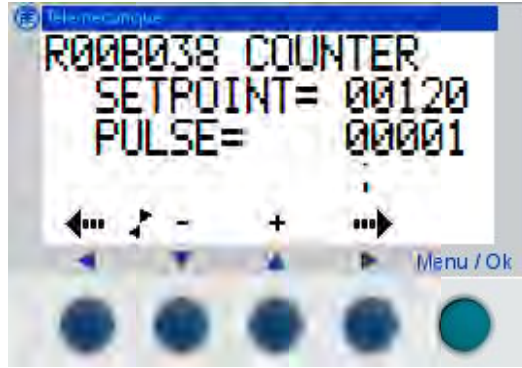 Telemecanique
R00B038 COUNTER
SETPOINT= 00120
PULSE= 00001
- +
Menu / Ok